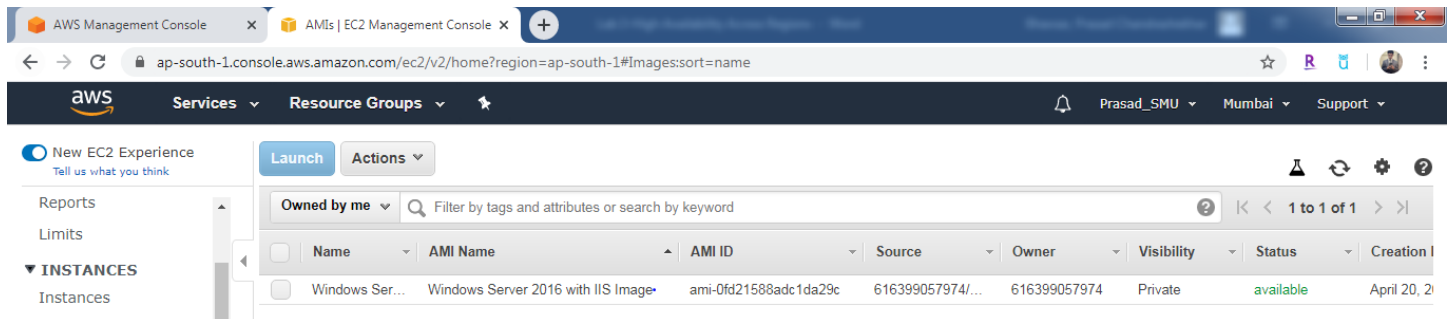 AWS Management Console
AMIs | EC2 Management Console
ap-south-1.console.aws.amazon.com/ec2/v2/home?region=ap-south-1#Images:sort=name
aws Services Resource Groups Prasad_SMU Mumbai Support
New EC2 Experience
Tell us what you think
Launch Actions
Reports
Owned by me Filter by tags and attributes or search by keyword 1 to 1 of 1
Limits
Name AMI Name AMI ID Source Owner Visibility Status Creation
INSTANCES
Instances
Windows Ser... Windows Server 2016 with IIS Image ami-0fd21588adc1da29c 616399057974/... 616399057974 Private available April 20, 2